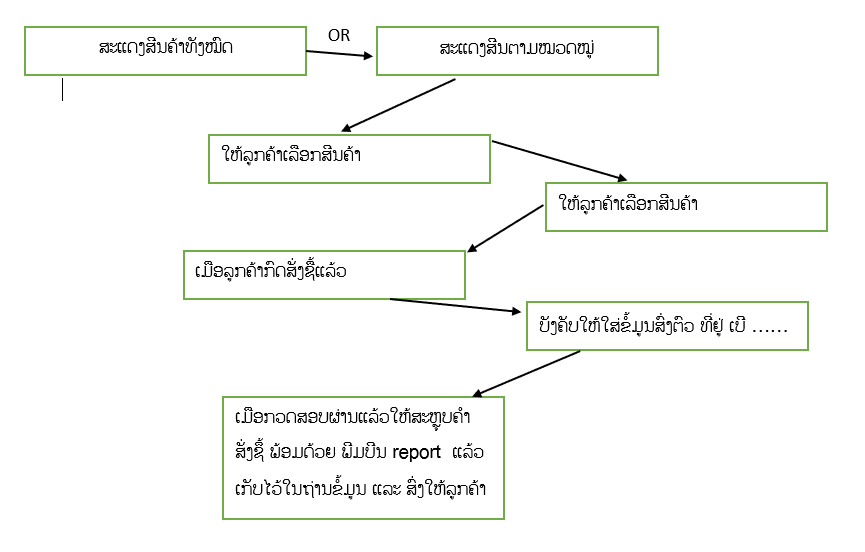 ສະແດງສິນຄ້າທັງໝົດ
OR
ສະແດງສິນຕາມໝວດໝູ່
ໃຫ້ລູກຄ້າເລືອກສິນຄ້າ
ໃຫ້ລູກຄ້າເລືອກສິນຄ້າ
ເມືອລູກຄ້າກົດສັ່ງຊື້ແລ້ວ
ບັງຄັບໃຫ້ໃສ່ຂໍ້ມູນສົ່ງຕົວ ທີ່ຢູ່ ເບີ ......
ເມືອກວດສອບຜ່ານແລ້ວໃຫ້ສະຫຼູບຄຳ
ສັ່ງຊຶ້ ພ້ອມດ້ວຍ ພີມບິນ report ແລ້ວ
ເກັບໄວ້ໃນຖ່ານຂໍ້ມູນ ແລະ ສົ່ງໃຫ້ລູກຄ້າ